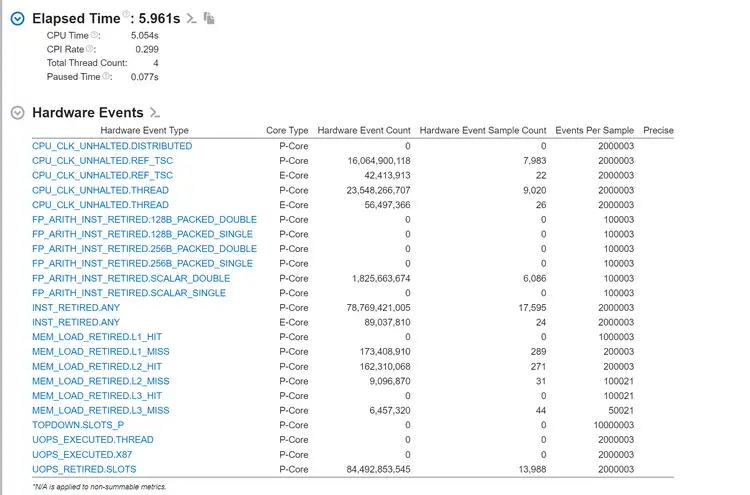 Elapsed Time: 5.961s
CPU Time: 5.054s
CPI Rate: 0.299
Total Thread Count: 4
Paused Time: 0.077s
Hardware Events
Hardware Event Type Core Type Hardware Event Count Hardware Event Sample Count Events Per Sample Precise
CPU_CLK_UNHALTED.DISTRIBUTED P-Core 0 0 2000003
CPU_CLK_UNHALTED.REF_TSC P-Core 16,064,900,118 7,983 2000003
CPU_CLK_UNHALTED.REF_TSC E-Core 42,413,913 22 2000003
CPU_CLK_UNHALTED.THREAD P-Core 23,548,266,707 9,020 2000003
CPU_CLK_UNHALTED.THREAD E-Core 56,497,366 26 2000003
FP_ARITH_INST_RETIRED.128B_PACKED_DOUBLE P-Core 0 0 100003
FP_ARITH_INST_RETIRED.128B_PACKED_SINGLE P-Core 0 0 100003
FP_ARITH_INST_RETIRED.256B_PACKED_DOUBLE P-Core 0 0 100003
FP_ARITH_INST_RETIRED.256B_PACKED_SINGLE P-Core 0 0 100003
FP_ARITH_INST_RETIRED.SCALAR_DOUBLE P-Core 1,825,663,674 6,086 100003
FP_ARITH_INST_RETIRED.SCALAR_SINGLE P-Core 0 0 100003
INST_RETIRED.ANY P-Core 78,769,421,005 17,595 2000003
INST_RETIRED.ANY E-Core 89,037,810 24 2000003
MEM_LOAD_RETIRED.L1_HIT P-Core 0 0 1000003
MEM_LOAD_RETIRED.L1_MISS P-Core 173,408,910 289 200003
MEM_LOAD_RETIRED.L2_HIT P-Core 162,310,068 271 200003
MEM_LOAD_RETIRED.L2_MISS P-Core 9,096,870 31 100021
MEM_LOAD_RETIRED.L3_HIT P-Core 0 0 100021
MEM_LOAD_RETIRED.L3_MISS P-Core 6,457,320 44 50021
TOPDOWN.SLOTS_P P-Core 0 0 10000003
UOPS_EXECUTED.THREAD P-Core 0 0 2000003
UOPS_EXECUTED.X87 P-Core 0 0 2000003
UOPS_RETIRED.SLOTS P-Core 84,492,853,545 13,988 2000003
*N/A is applied to non-summable metrics.